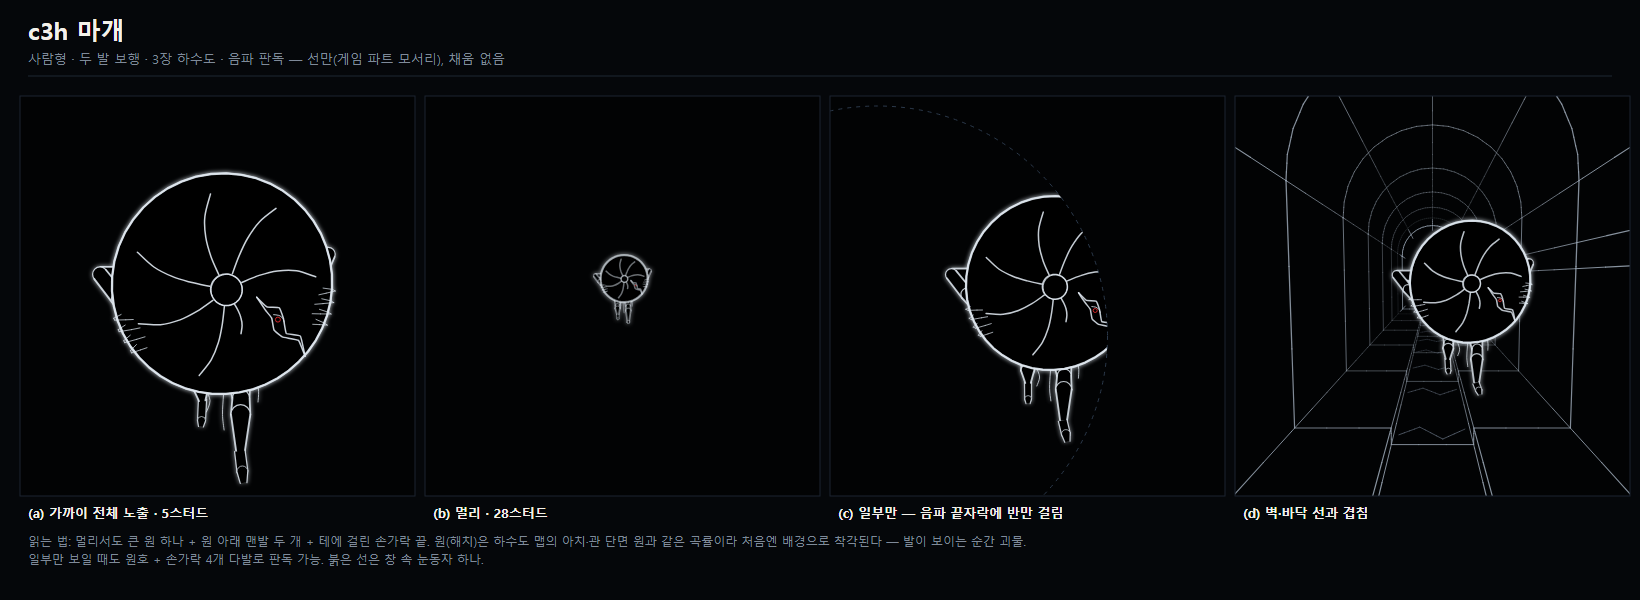 c3h 마개
사람형 · 두 발 보행 · 3장 하수도 · 음파 판독 — 선만(게임 파트 모서리), 채움 없음
(a) 가까이 전체 노출 · 5스터드
(b) 멀리 · 28스터드
(c) 일부만 — 음파 끝자락에 반만 걸림
(d) 벽·바닥 선과 겹침
읽는 법: 멀리서도 큰 원 하나 + 원 아래 맨발 두 개 + 테에 걸린 손가락 끝. 원(해치)은 하수도 맵의 아치·관 단면 원과 같은 곡률이라 처음엔 배경으로 착각된다 — 발이 보이는 순간 괴물.
일부만 보일 때도 원호 + 손가락 4개 다발로 판독 가능. 붉은 선은 창 속 눈동자 하나.